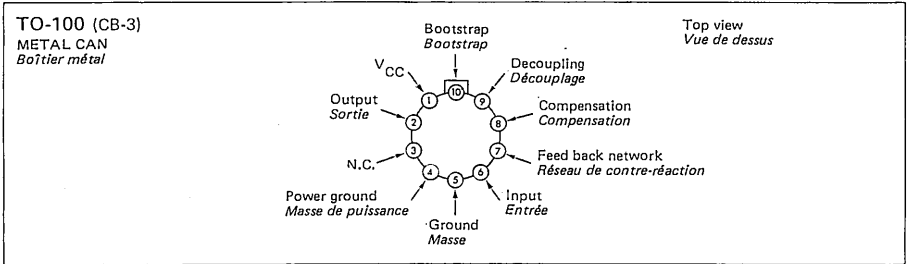 TO-100 (CB-3)
METAL CAN
Boîtier métal
Top view
Vue de dessus
Bootstrap
Bootstrap
VCC
Decoupling
Découplage
Output
Sortie
Compensation
Compensation
N.C.
Feed back network
Réseau de contre-réaction
Power ground
Masse de puissance
Input
Entrée
Ground
Masse
10
1
9
2
8
3
7
4
5
6